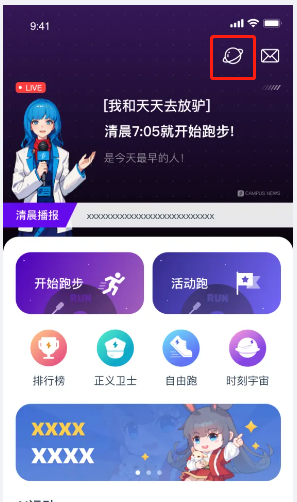 9:41
LIVE
[我和天天去放驴]
清晨7:05就开始跑步!
是今天最早的人!
CAMPUS NEWS
清晨播报 xxxxxxxxxxxxxxxxxxxxxxxxxxx
开始跑步 活动跑
RUN RUN
排行榜 正义卫士 自由跑 时刻宇宙
XXXX
XXXX